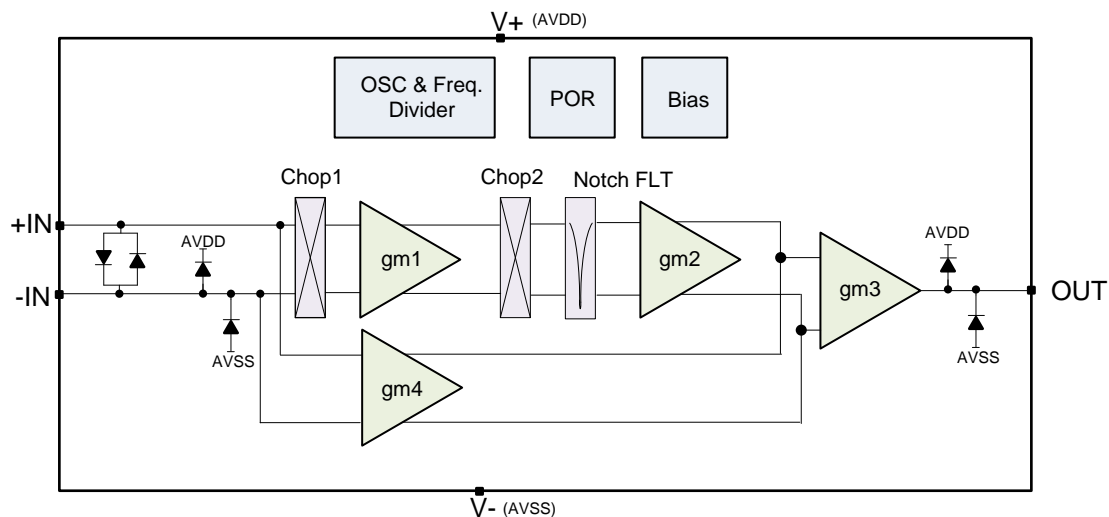 V+ (AVDD)
OSC & Freq.
Divider
POR
Bias
Chop1
Chop2
Notch FLT
+IN
-IN
AVDD
AVSS
gm1
gm2
gm3
gm4
AVDD
AVSS
OUT
V- (AVSS)